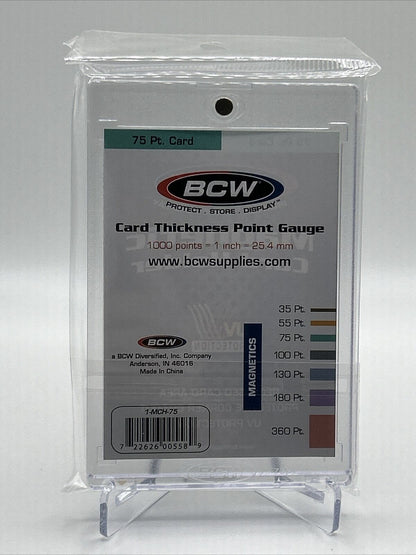 75 Pt. Card
BCW
PROTECT . STORE . DISPLAY™
Card Thickness Point Gauge
1000 points = 1 inch = 25.4 mm
www.bcwsupplies.com
35 Pt.
55 Pt.
75 Pt.
100 Pt.
130 Pt.
180 Pt.
360 Pt.
MAGNETICS
BCW
a BCW Diversified, Inc. Company
Anderson, IN 46016
Made In China
1-MCH-75
7 22626 00558 9
BCW